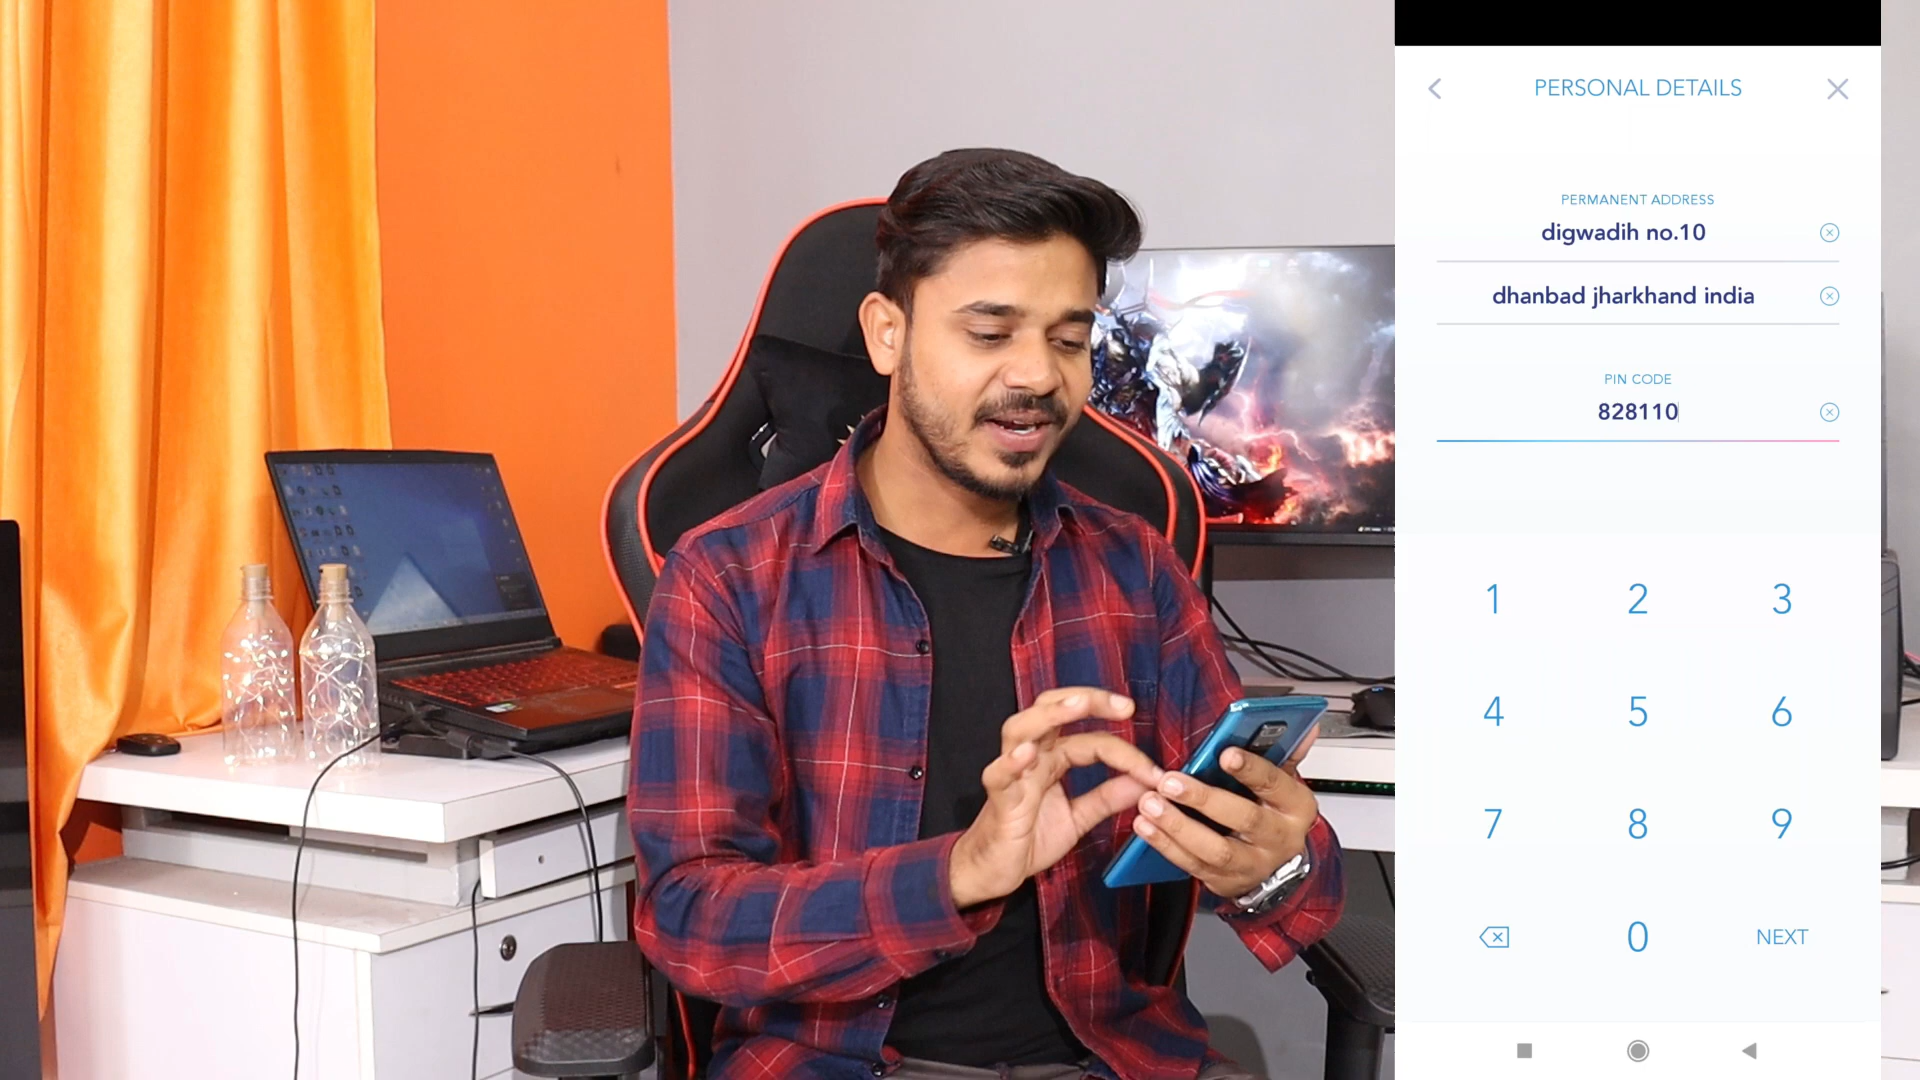 PERSONAL DETAILS
PERMANENT ADDRESS
digwadih no.10
dhanbad jharkhand india
PIN CODE
828110
1 2 3
4 5 6
7 8 9
0 NEXT